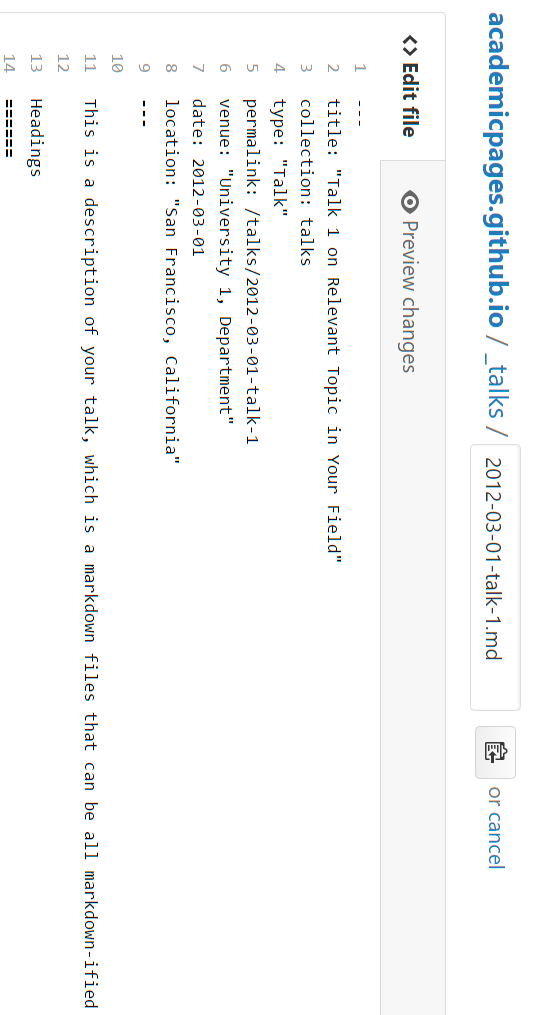 academicpages.github.io / _talks / 2012-03-01-talk-1.md or cancel
<> Edit file Preview changes
1 ---
2 title: "Talk 1 on Relevant Topic in Your Field"
3 collection: talks
4 type: "Talk"
5 permalink: /talks/2012-03-01-talk-1
6 venue: "University 1, Department"
7 date: 2012-03-01
8 location: "San Francisco, California"
9 ---
10
11 This is a description of your talk, which is a markdown files that can be all markdown-ified
12
13 Headings
14 ======